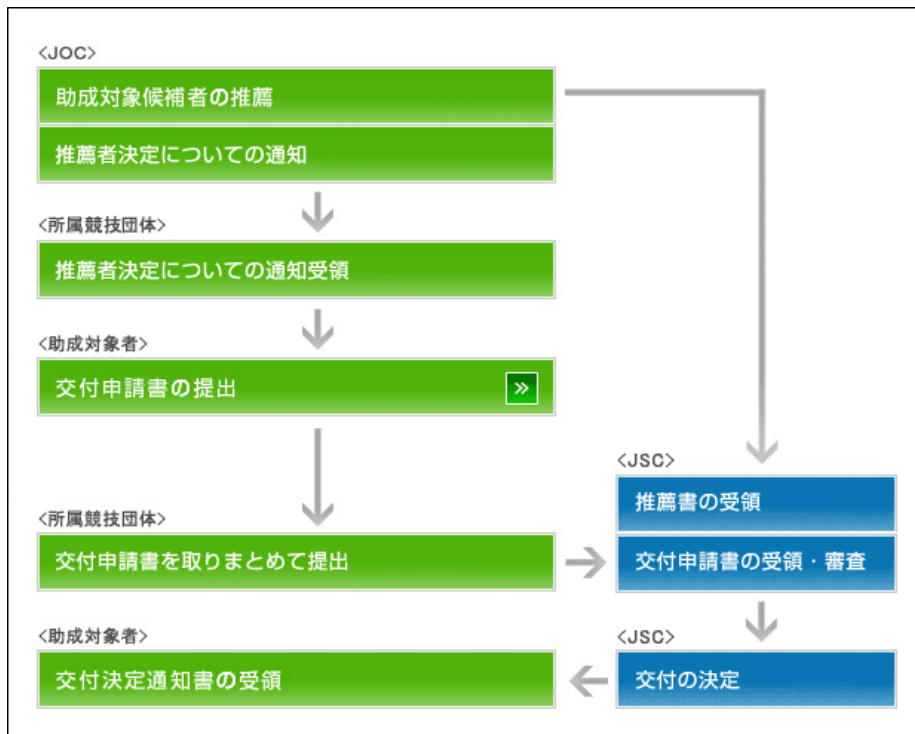 <JOC>
助成対象候補者の推薦
推薦者決定についての通知
<所属競技団体>
推薦者決定についての通知受領
<助成対象者>
交付申請書の提出
»
<所属競技団体>
交付申請書を取りまとめて提出
<JSC>
推薦書の受領
交付申請書の受領・審査
<JSC>
交付の決定
<助成対象者>
交付決定通知書の受領